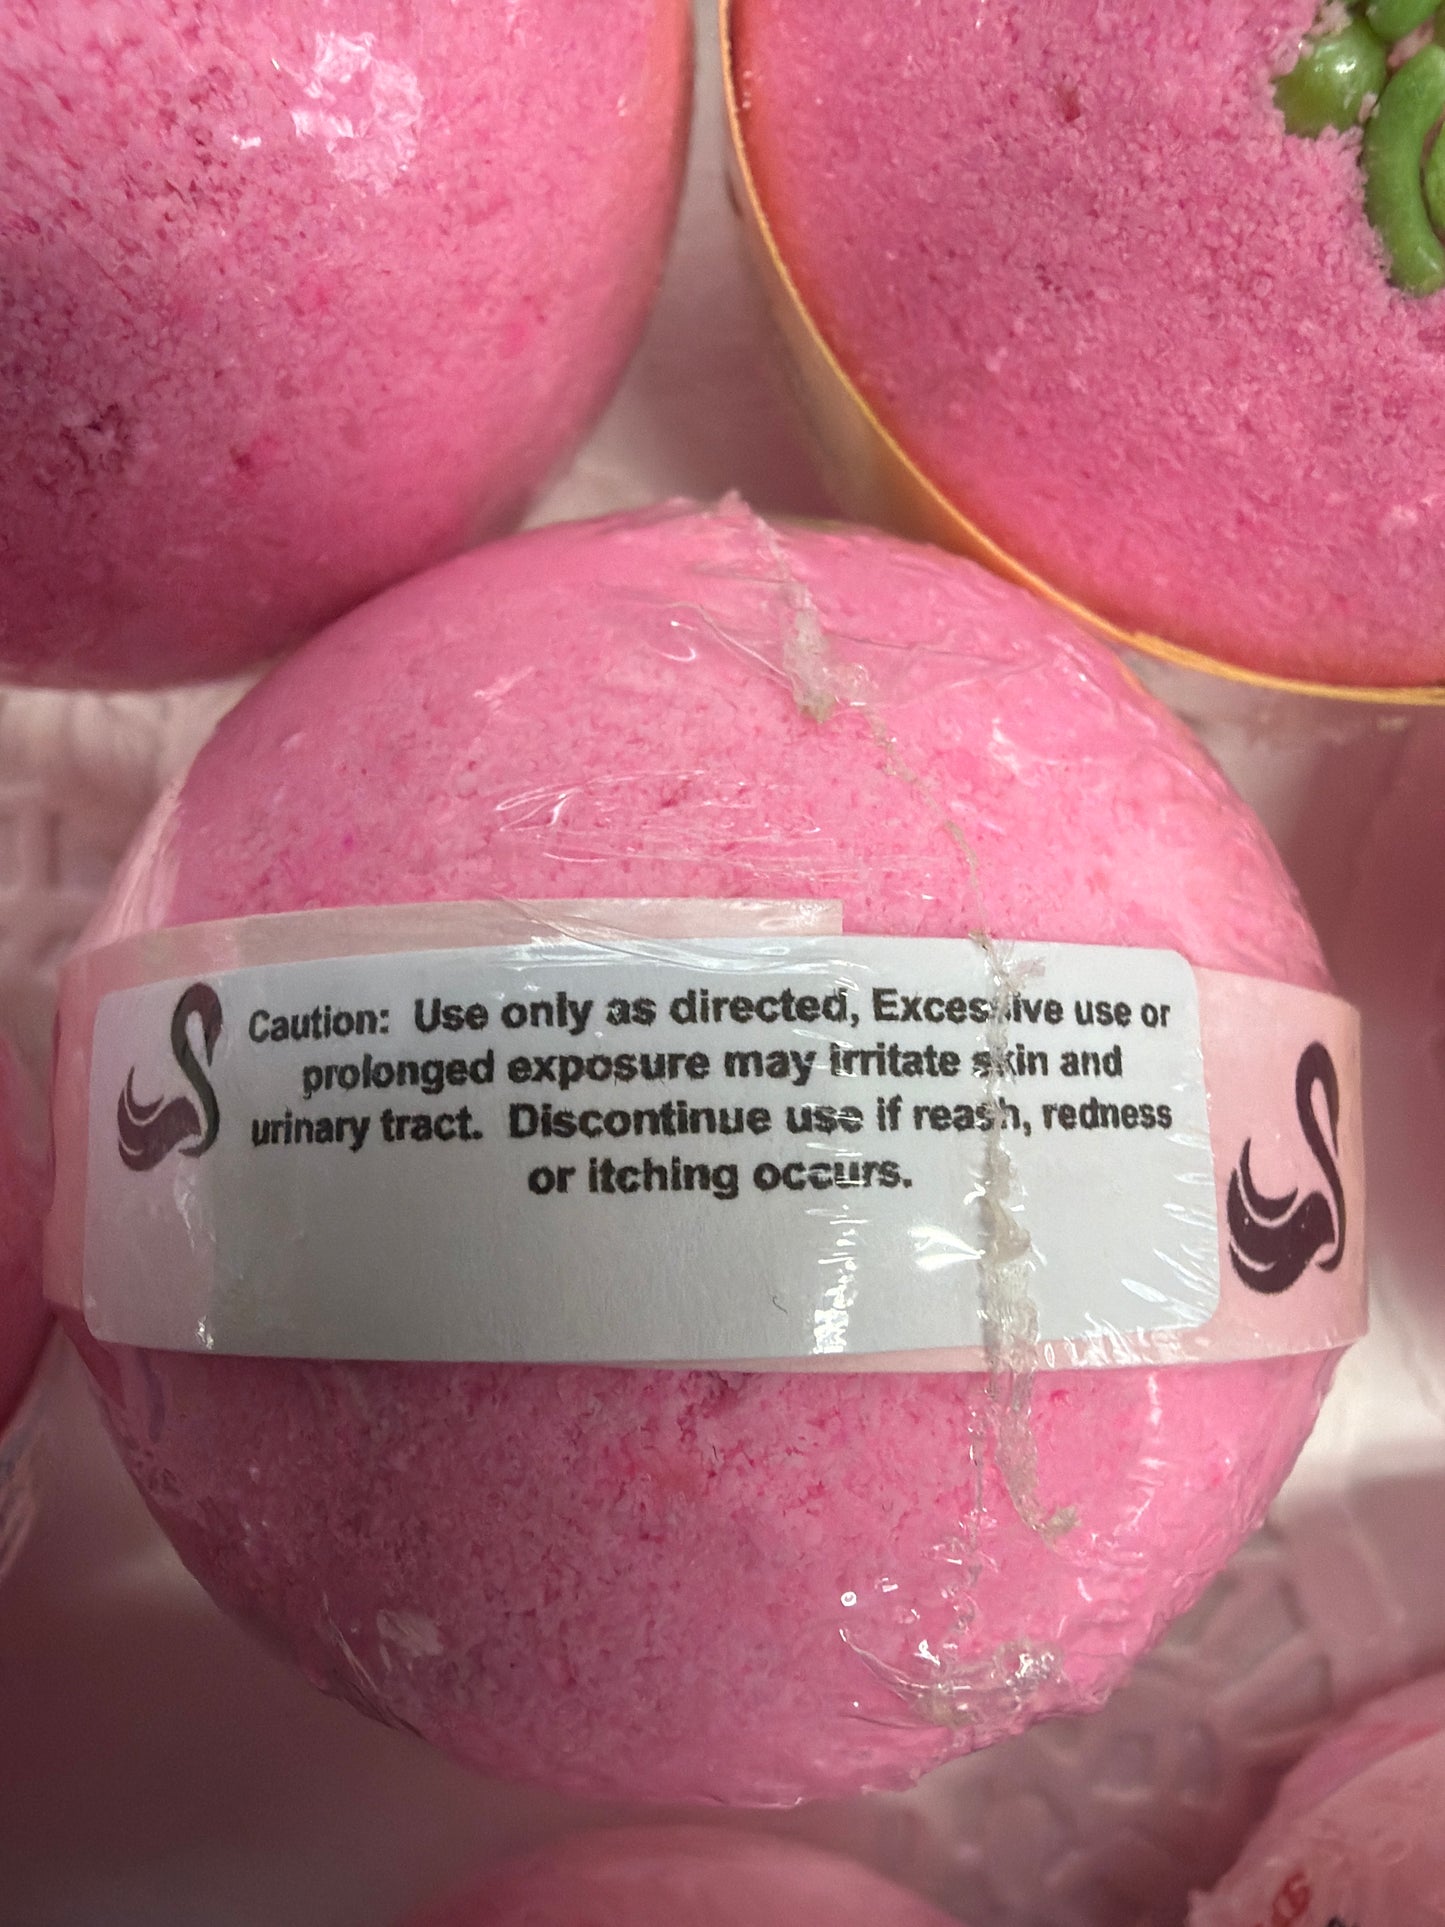 Caution: Use only as directed, Excessive use or
prolonged exposure may irritate skin and
urinary tract. Discontinue use if reash, redness
or itching occurs.